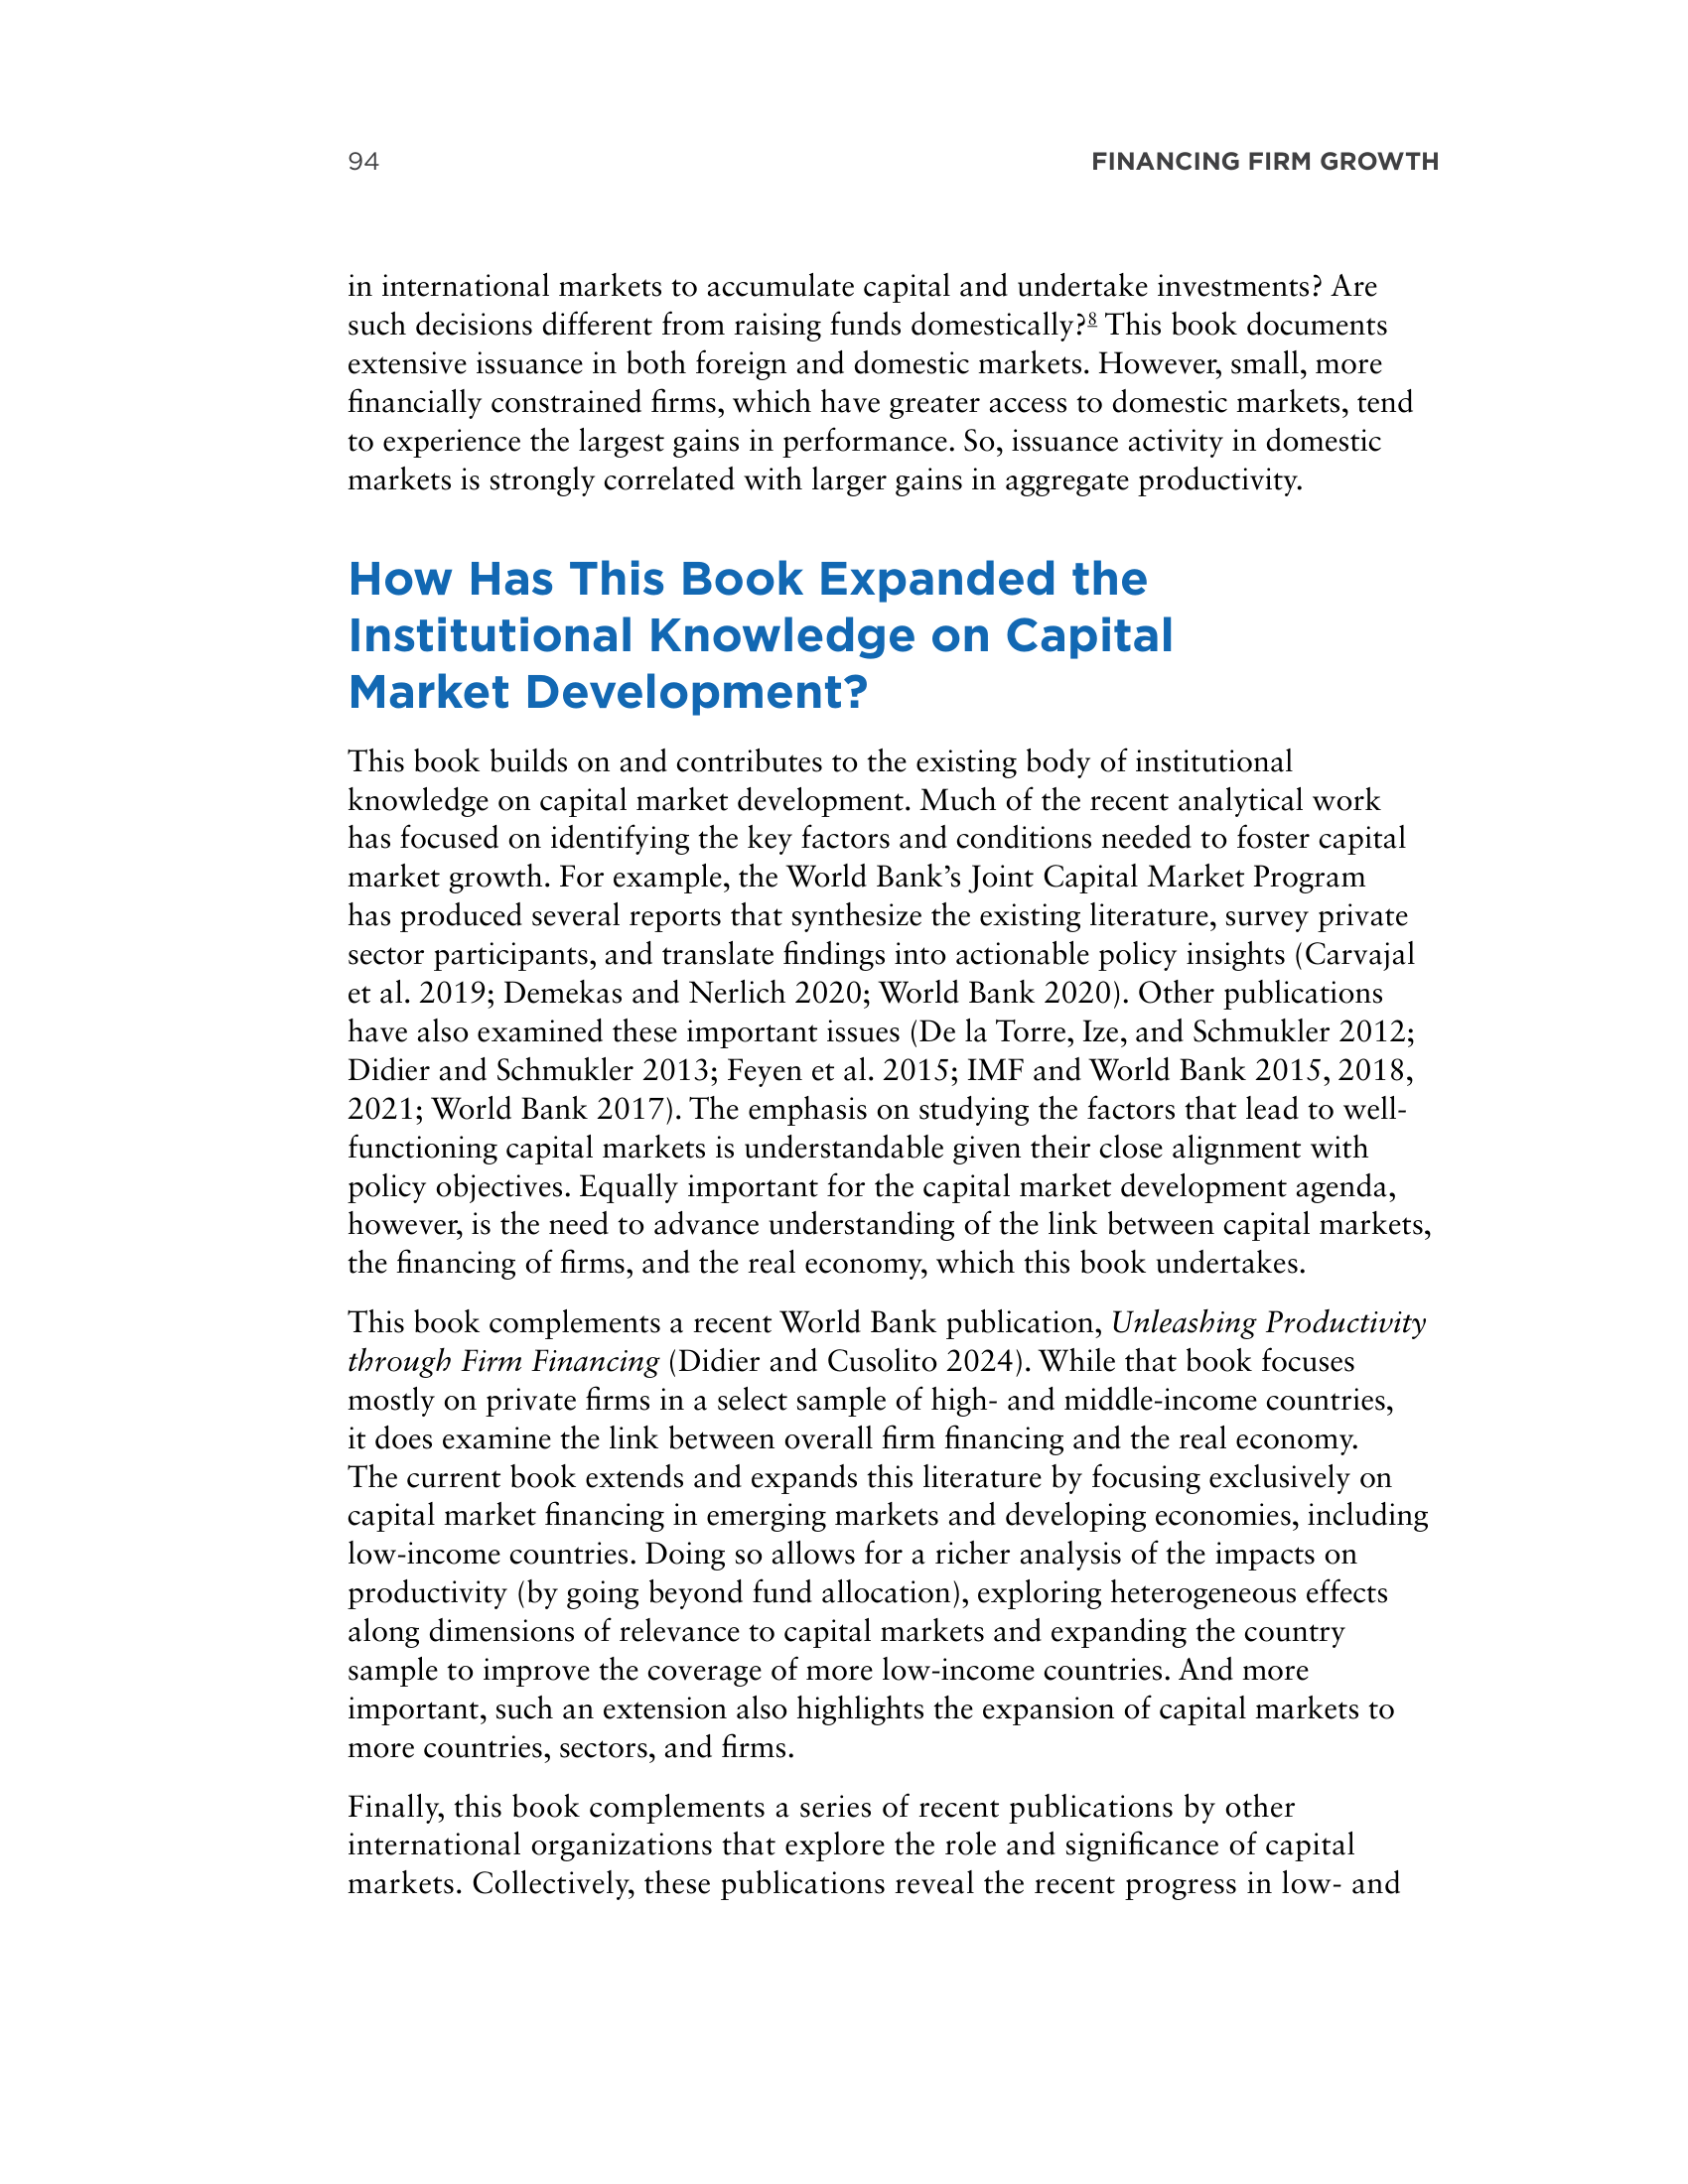 94
FINANCING FIRM GROWTH
in international markets to accumulate capital and undertake investments? Are
such decisions different from raising funds domestically?8 This book documents
extensive issuance in both foreign and domestic markets. However, small, more
financially constrained firms, which have greater access to domestic markets, tend
to experience the largest gains in performance. So, issuance activity in domestic
markets is strongly correlated with larger gains in aggregate productivity.
How Has This Book Expanded the
Institutional Knowledge on Capital
Market Development?
This book builds on and contributes to the existing body of institutional
knowledge on capital market development. Much of the recent analytical work
has focused on identifying the key factors and conditions needed to foster capital
market growth. For example, the World Bank’s Joint Capital Market Program
has produced several reports that synthesize the existing literature, survey private
sector participants, and translate findings into actionable policy insights (Carvajal
et al. 2019; Demekas and Nerlich 2020; World Bank 2020). Other publications
have also examined these important issues (De la Torre, Ize, and Schmukler 2012;
Didier and Schmukler 2013; Feyen et al. 2015; IMF and World Bank 2015, 2018,
2021; World Bank 2017). The emphasis on studying the factors that lead to well-
functioning capital markets is understandable given their close alignment with
policy objectives. Equally important for the capital market development agenda,
however, is the need to advance understanding of the link between capital markets,
the financing of firms, and the real economy, which this book undertakes.
This book complements a recent World Bank publication, Unleashing Productivity
through Firm Financing (Didier and Cusolito 2024). While that book focuses
mostly on private firms in a select sample of high- and middle-income countries,
it does examine the link between overall firm financing and the real economy.
The current book extends and expands this literature by focusing exclusively on
capital market financing in emerging markets and developing economies, including
low-income countries. Doing so allows for a richer analysis of the impacts on
productivity (by going beyond fund allocation), exploring heterogeneous effects
along dimensions of relevance to capital markets and expanding the country
sample to improve the coverage of more low-income countries. And more
important, such an extension also highlights the expansion of capital markets to
more countries, sectors, and firms.
Finally, this book complements a series of recent publications by other
international organizations that explore the role and significance of capital
markets. Collectively, these publications reveal the recent progress in low- and